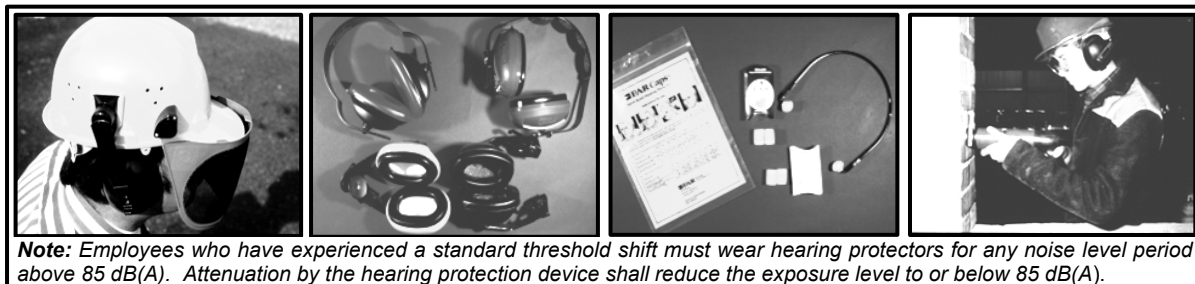 EAR Caps
Note: Employees who have experienced a standard threshold shift must wear hearing protectors for any noise level period
above 85 dB(A).  Attenuation by the hearing protection device shall reduce the exposure level to or below 85 dB(A).